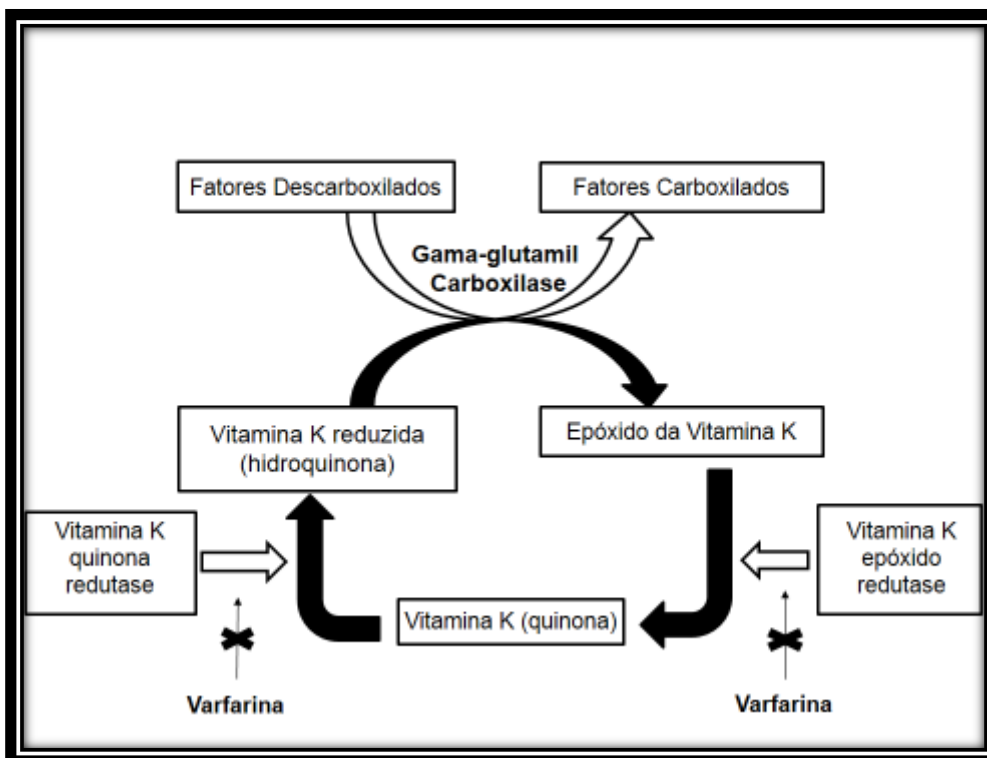 Fatores Descarboxilados
Fatores Carboxilados
Gama-glutamil
Carboxilase
Vitamina K reduzida
(hidroquinona)
Epóxido da Vitamina K
Vitamina K
quinona
redutase
Vitamina K
epóxido
redutase
Vitamina K (quinona)
Varfarina
Varfarina